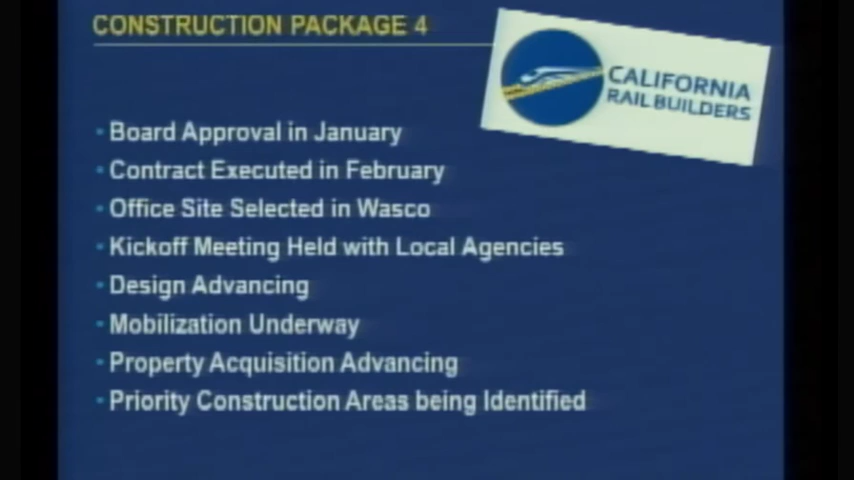 CONSTRUCTION PACKAGE 4
CALIFORNIA
RAIL BUILDERS
• Board Approval in January
• Contract Executed in February
• Office Site Selected in Wasco
• Kickoff Meeting Held with Local Agencies
• Design Advancing
• Mobilization Underway
• Property Acquisition Advancing
• Priority Construction Areas being Identified